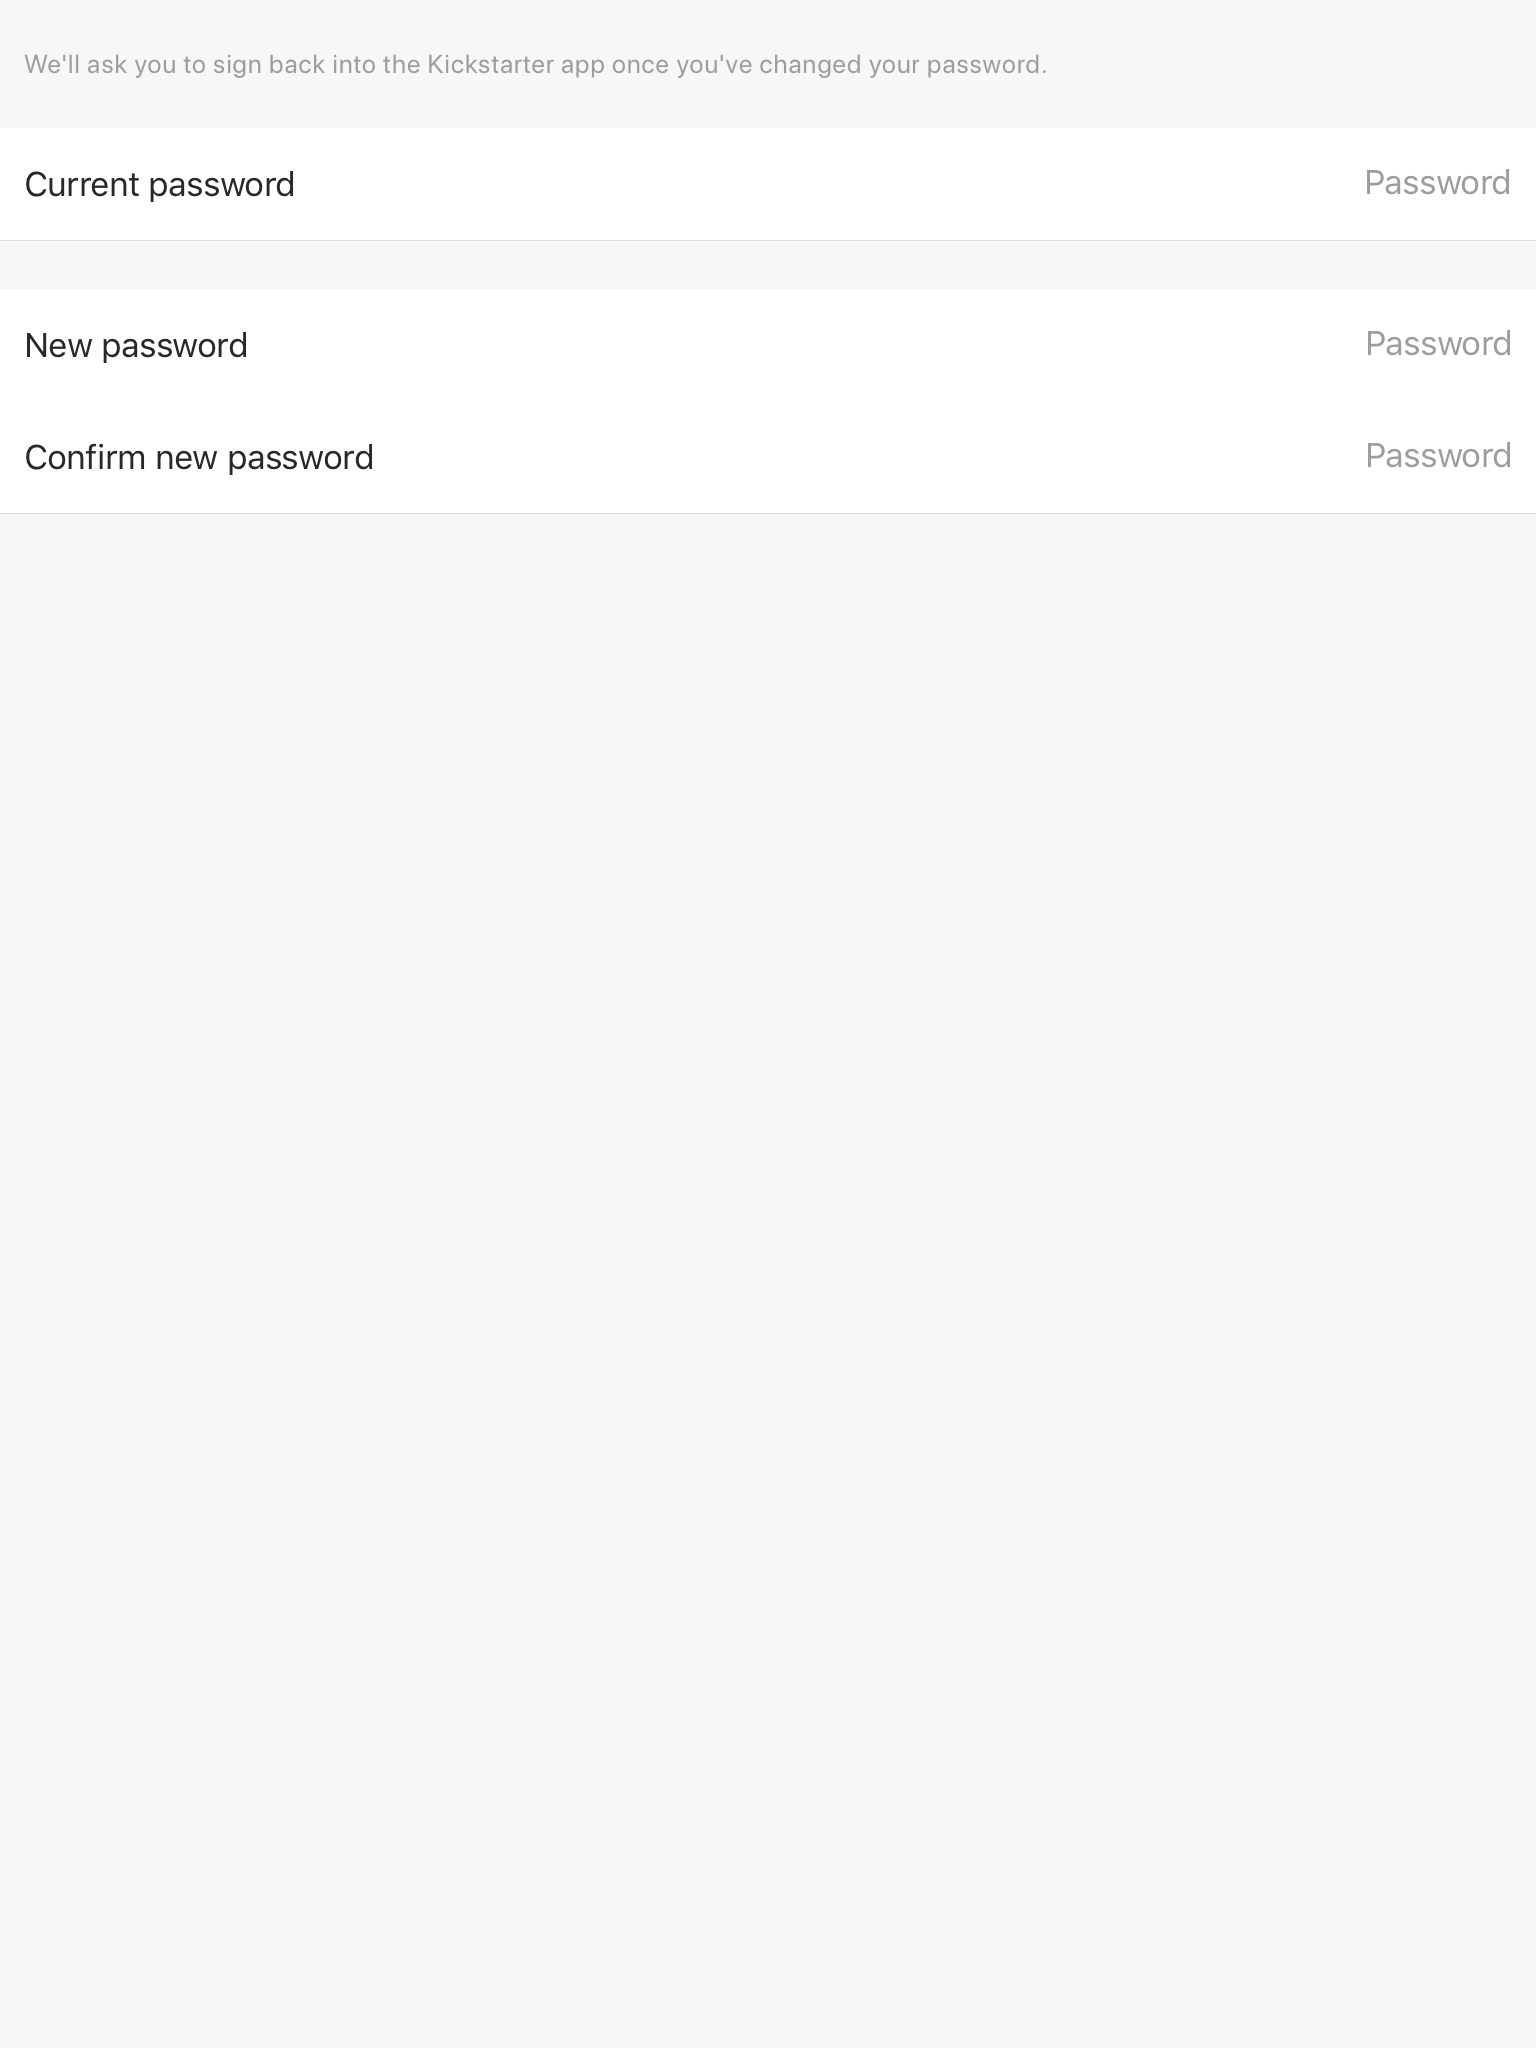 We'll ask you to sign back into the Kickstarter app once you've changed your password.
Current password Password
New password Password
Confirm new password Password